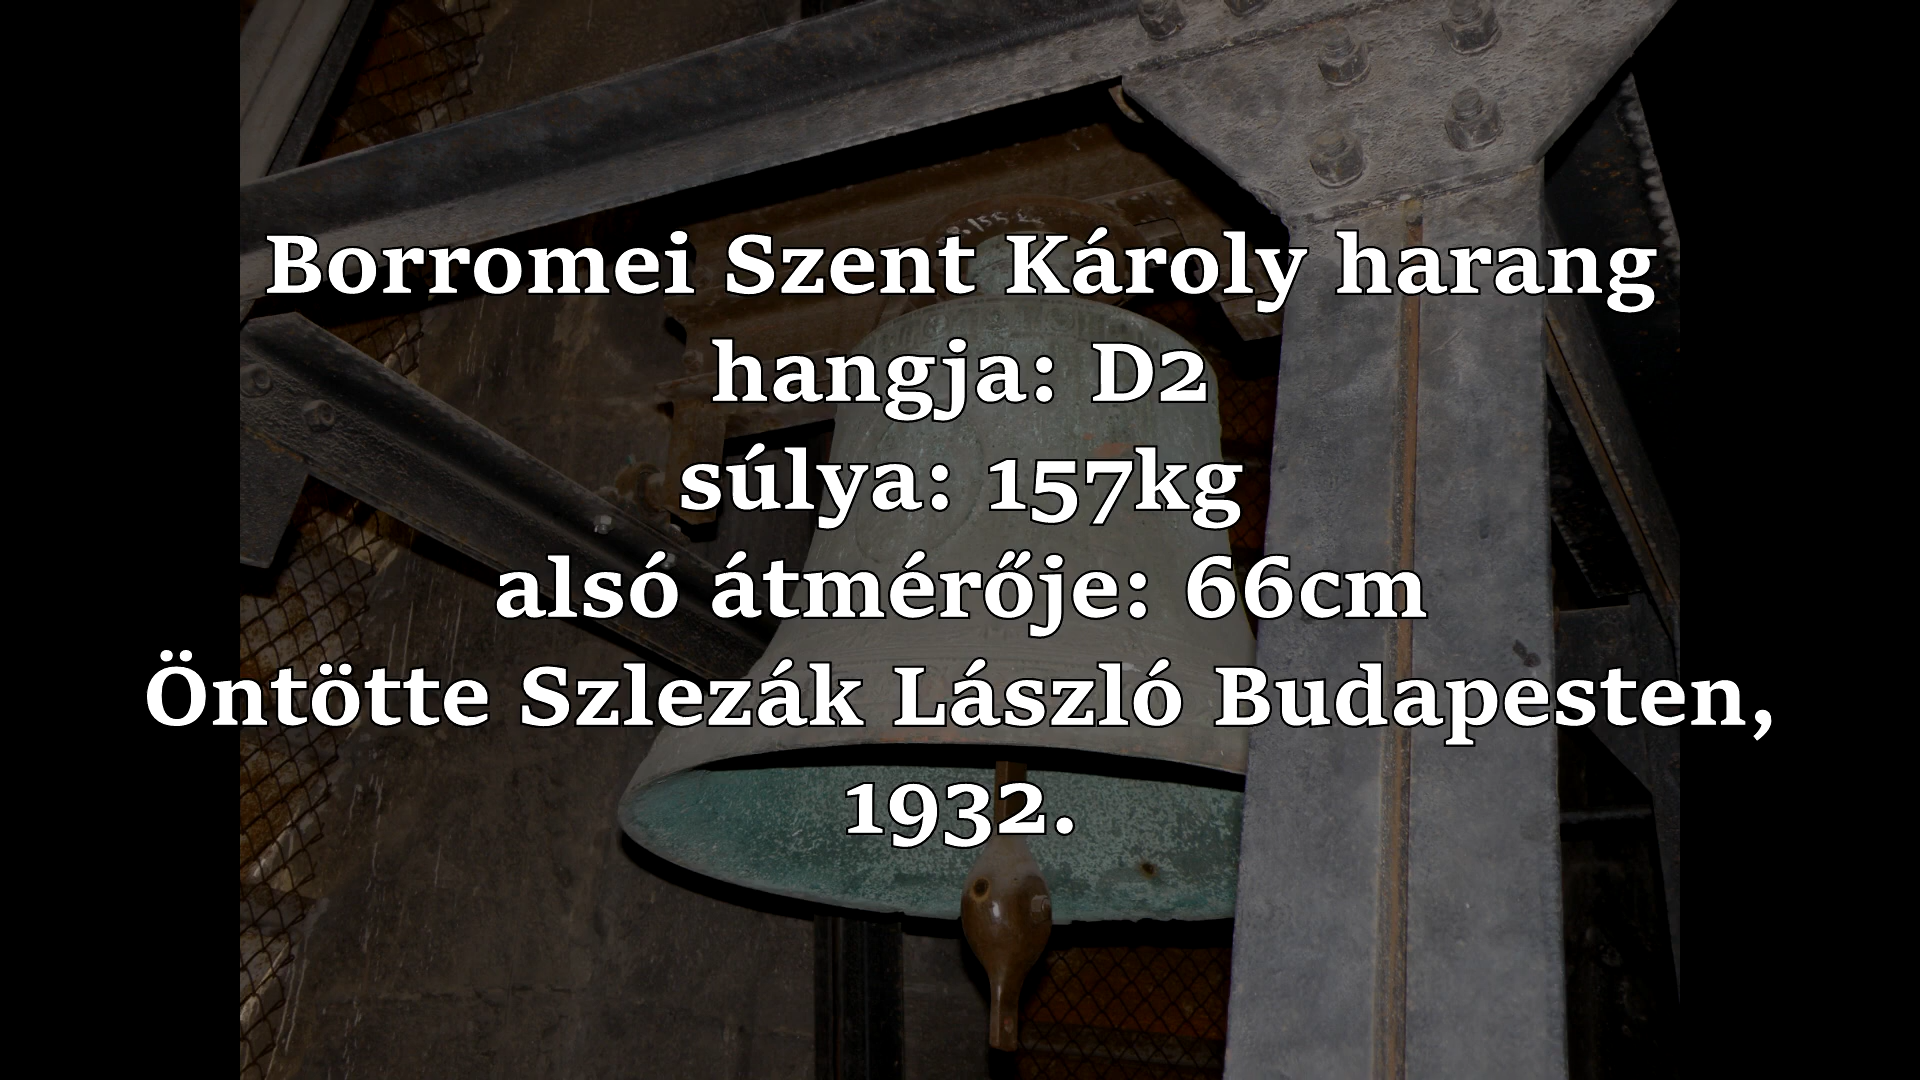 Borromei Szent Károly harang
hangja: D2
súlya: 157kg
alsó átmérője: 66cm
Öntötte Szlezák László Budapesten,
1932.